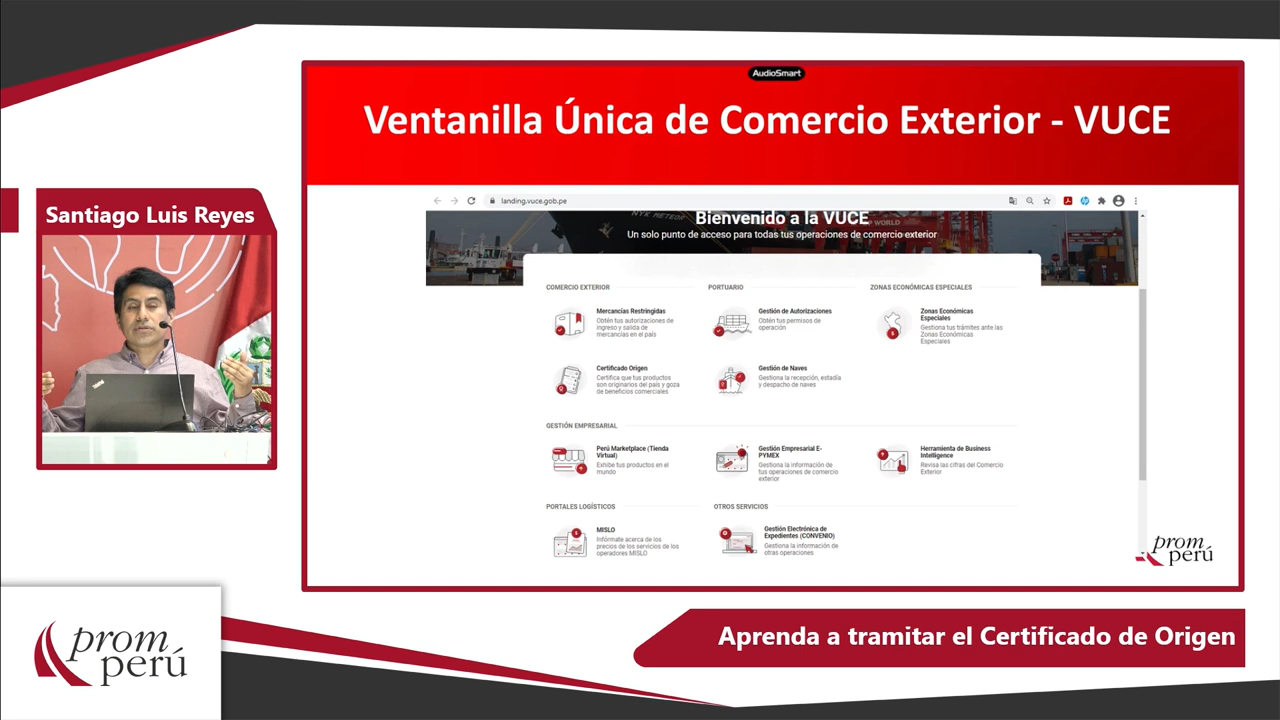 AudioSmart
Ventanilla Única de Comercio Exterior - VUCE
Santiago Luis Reyes
landing.vuce.gob.pe
NYK METEOR
P WORLD
Bienvenido a la VUCE
Un solo punto de acceso para todas tus operaciones de comercio exterior
COMERCIO EXTERIOR
Mercancías Restringidas
Obtén tus autorizaciones de
ingreso y salida de
mercancías en el país
Certificado Origen
Certifica que tus productos
son originarios del país y goza
de beneficios comerciales
PORTUARIO
Gestión de Autorizaciones
Obtén tus permisos de
operación
Gestión de Naves
Gestiona la recepción, estadía
y despacho de naves
ZONAS ECONÓMICAS ESPECIALES
Zonas Económicas
Especiales
Gestiona tus trámites ante las
Zonas Económicas
Especiales
GESTIÓN EMPRESARIAL
Perú Marketplace (Tienda
Virtual)
Exhibe tus productos en el
mundo
Gestión Empresarial E-
PYMEX
Gestiona la información de
tus operaciones de comercio
exterior
Herramienta de Business
Intelligence
Revisa las cifras del Comercio
Exterior
PORTALES LOGÍSTICOS
MISLO
Infórmate acerca de los
precios de los servicios de los
operadores MISLO
OTROS SERVICIOS
Gestión Electrónica de
Expedientes (CONVENIO)
Gestiona la información de
otras operaciones
prom
perú
Aprenda a tramitar el Certificado de Origen
prom
perú